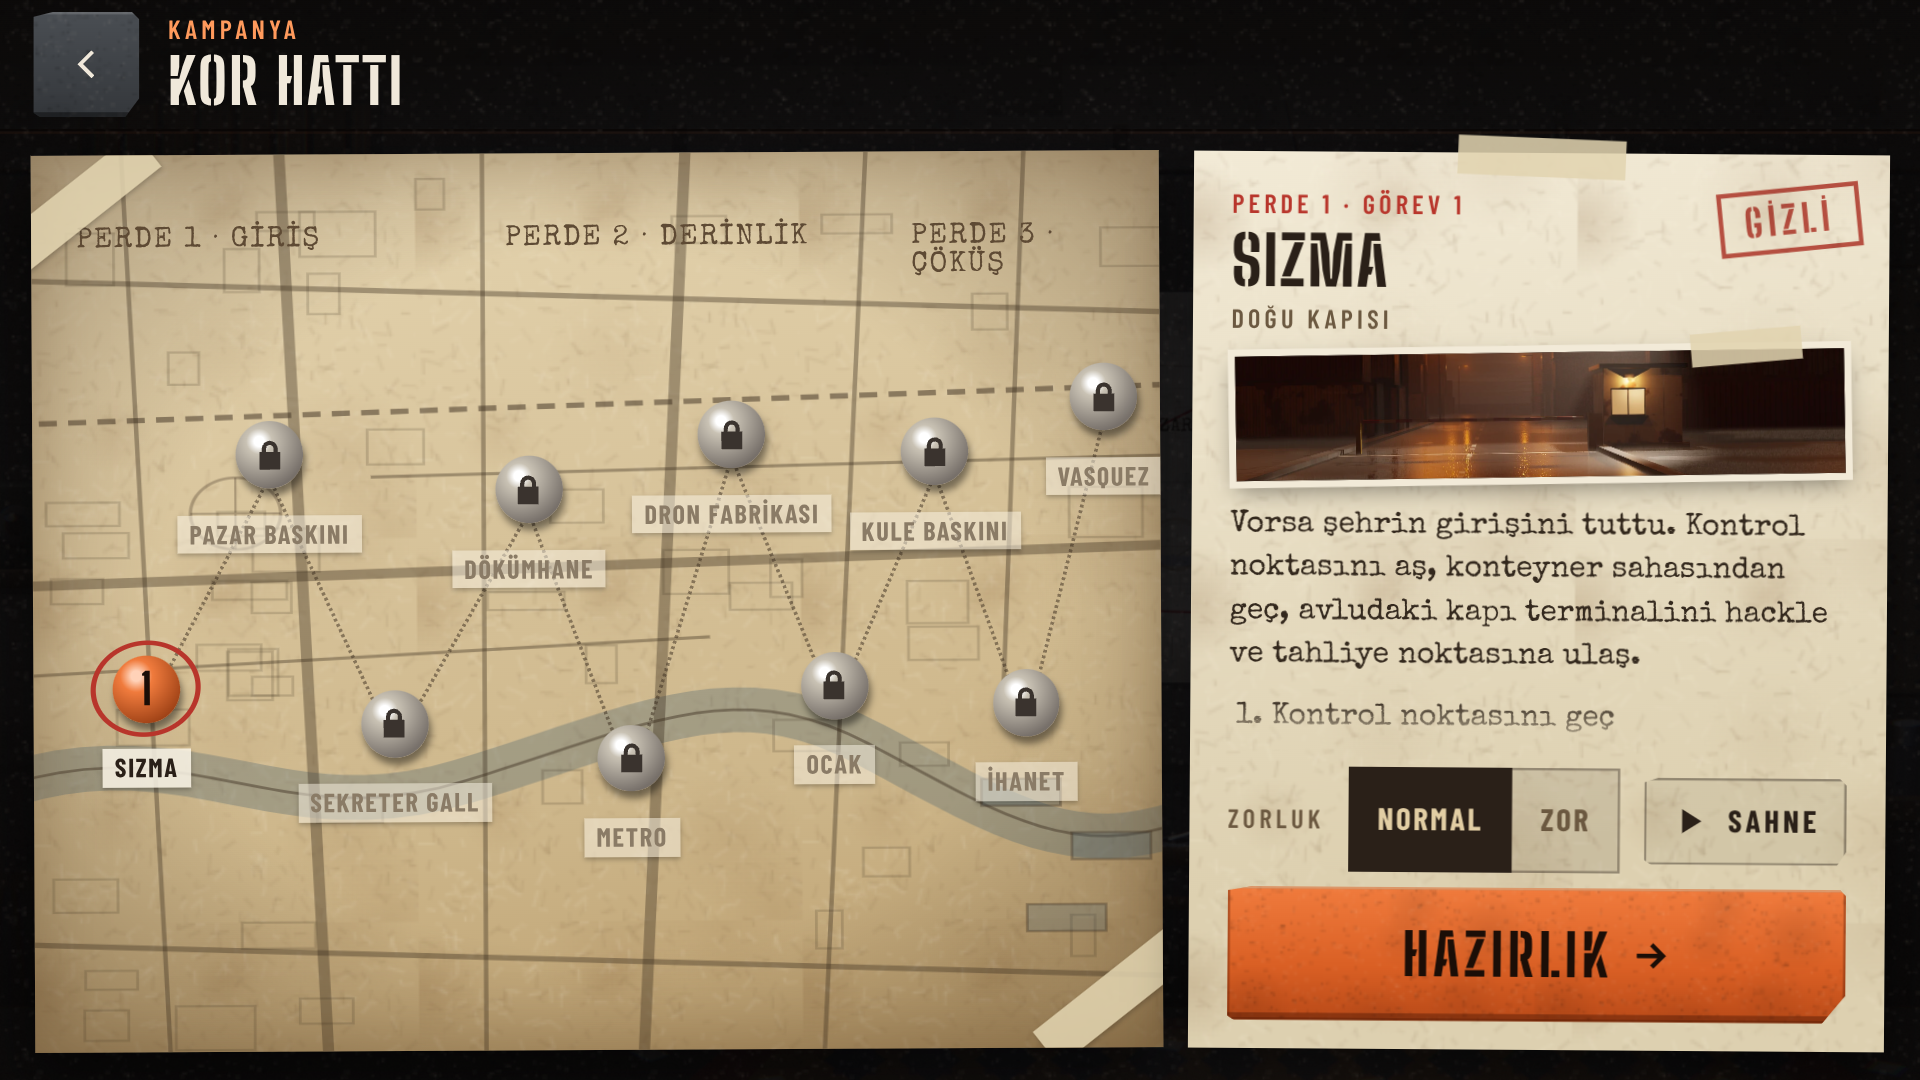 KAMPANYA
KOR HATTI
PERDE 1 · GİRİŞ
PERDE 2 · DERİNLİK
PERDE 3 ·
ÇÖKÜŞ
PAZAR BASKINI
DÖKÜMHANE
DRON FABRİKASI
KULE BASKINI
VASQUEZ
1
SIZMA
SEKRETER GALL
METRO
OCAK
İHANET
PERDE 1 · GÖREV 1
GİZLİ
SIZMA
DOĞU KAPISI
Vorsa şehrin girişini tuttu. Kontrol
noktasını aş, konteyner sahasından
geç, avludaki kapı terminalini hackle
ve tahliye noktasına ulaş.
1. Kontrol noktasını geç
ZORLUK
NORMAL
ZOR
SAHNE
HAZIRLIK →